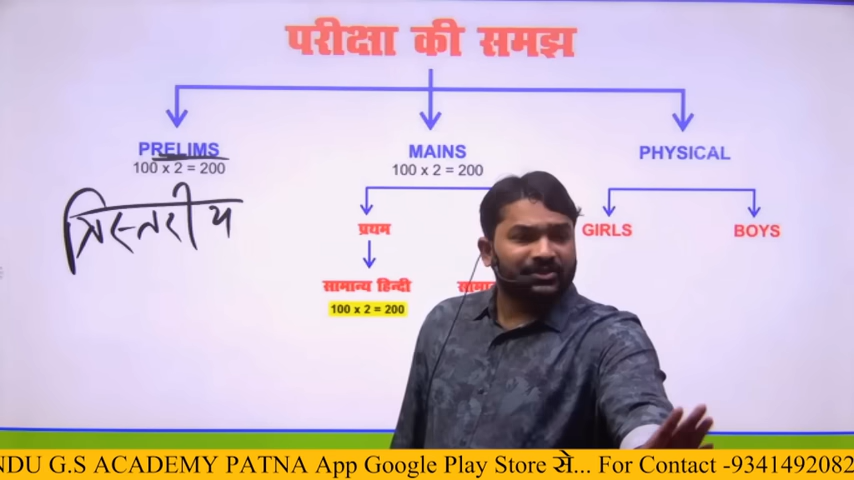 परीक्षा की समझ
PRELIMS
100 x 2 = 200
MAINS
100 x 2 = 200
PHYSICAL
त्रिस्तरीय
प्रथम
GIRLS
BOYS
सामान्य हिन्दी
100 x 2 = 200
NDU G.S ACADEMY PATNA App Google Play Store से... For Contact -9341492082